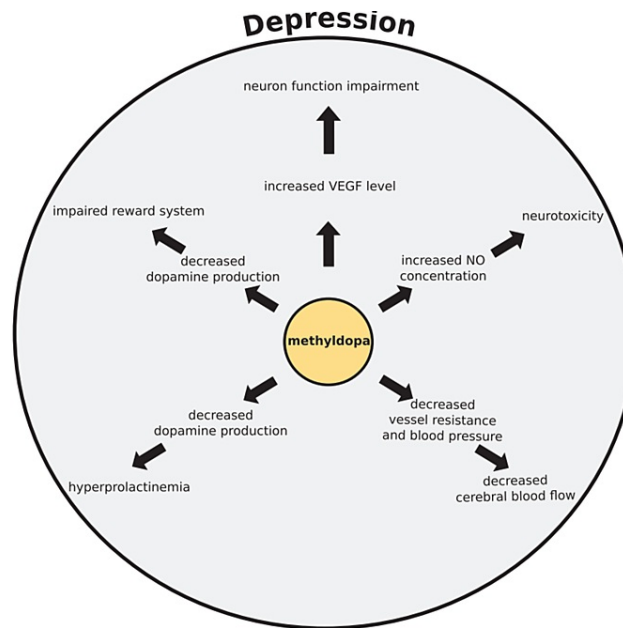 Depression
neuron function impairment
increased VEGF level
impaired reward system
decreased
dopamine production
increased NO
concentration
neurotoxicity
methyldopa
decreased
dopamine production
hyperprolactinemia
decreased
vessel resistance
and blood pressure
decreased
cerebral blood flow